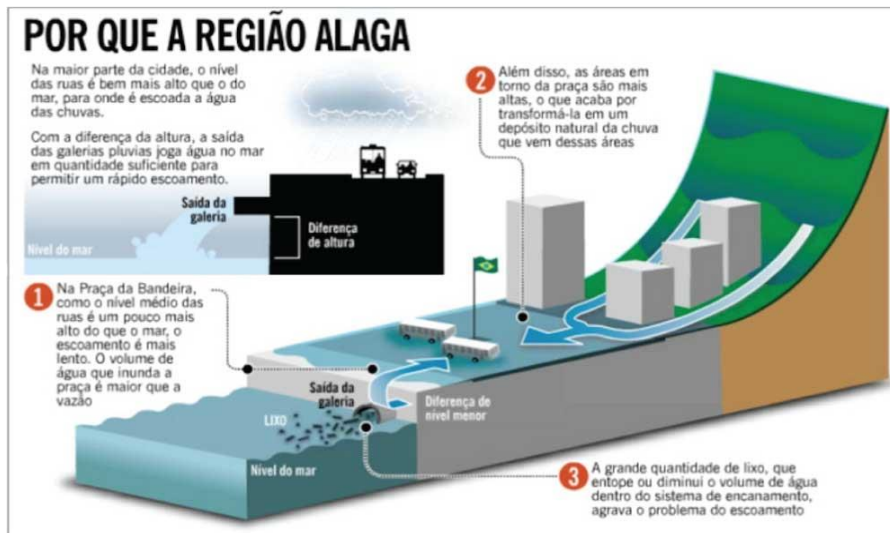 POR QUE A REGIÃO ALAGA
Na maior parte da cidade, o nível
das ruas é bem mais alto que o do
mar, para onde é escoada a água
das chuvas.
Com a diferença da altura, a saída
das galerias pluvias joga água no mar
em quantidade suficiente para
permitir um rápido escoamento.
Saída da
galeria
Diferença
de altura
Nível do mar
2
Além disso, as áreas em
torno da praça são mais
altas, o que acaba por
transformá-la em um
depósito natural da chuva
que vem dessas áreas
1
Na Praça da Bandeira,
como o nível médio das
ruas é um pouco mais
alto do que o mar, o
escoamento é mais
lento. O volume de
água que inunda a
praça é maior que a
vazão
Saída da
galeria
LIXO
Diferença de
nível menor
Nível do mar
3
A grande quantidade de lixo, que
entope ou diminui o volume de água
dentro do sistema de encanamento,
agrava o problema do escoamento